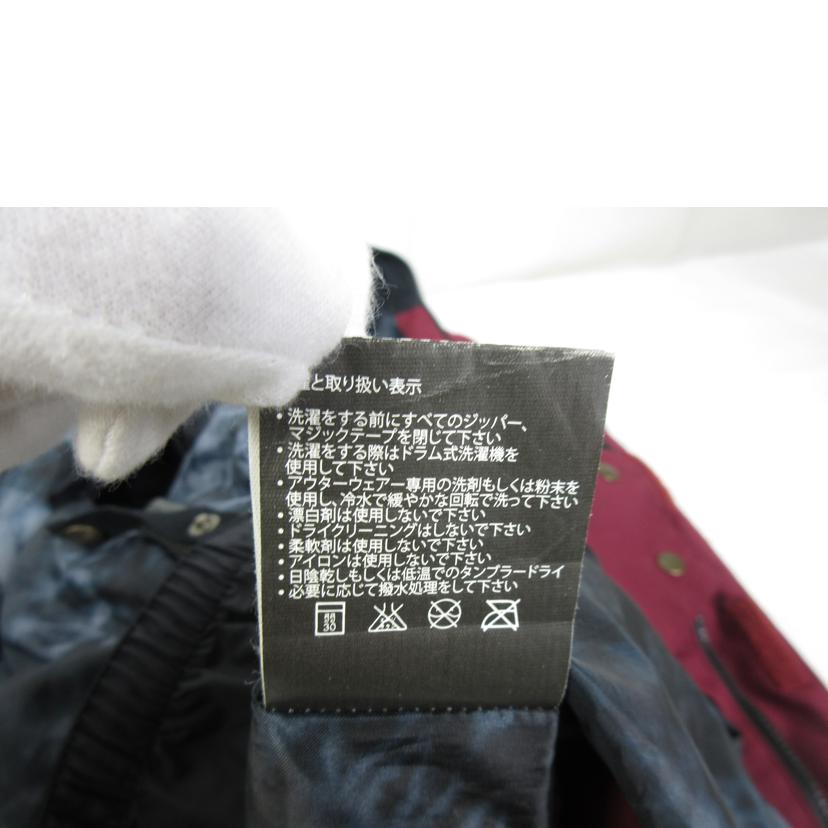 と取り扱い表示
・洗濯をする前にすべてのジッパー、
マジックテープを閉じて下さい
・洗濯をする際はドラム式洗濯機を
使用して下さい
・アウターウェアー専用の洗剤もしくは粉末を
使用し、冷水で緩やかな回転で洗って下さい
・漂白剤は使用しないで下さい
・ドライクリーニングはしないで下さい
・柔軟剤は使用しないで下さい
・アイロンは使用しないで下さい
・日陰乾しもしくは低温でのタンブラードライ
・必要に応じて撥水処理をして下さい
30